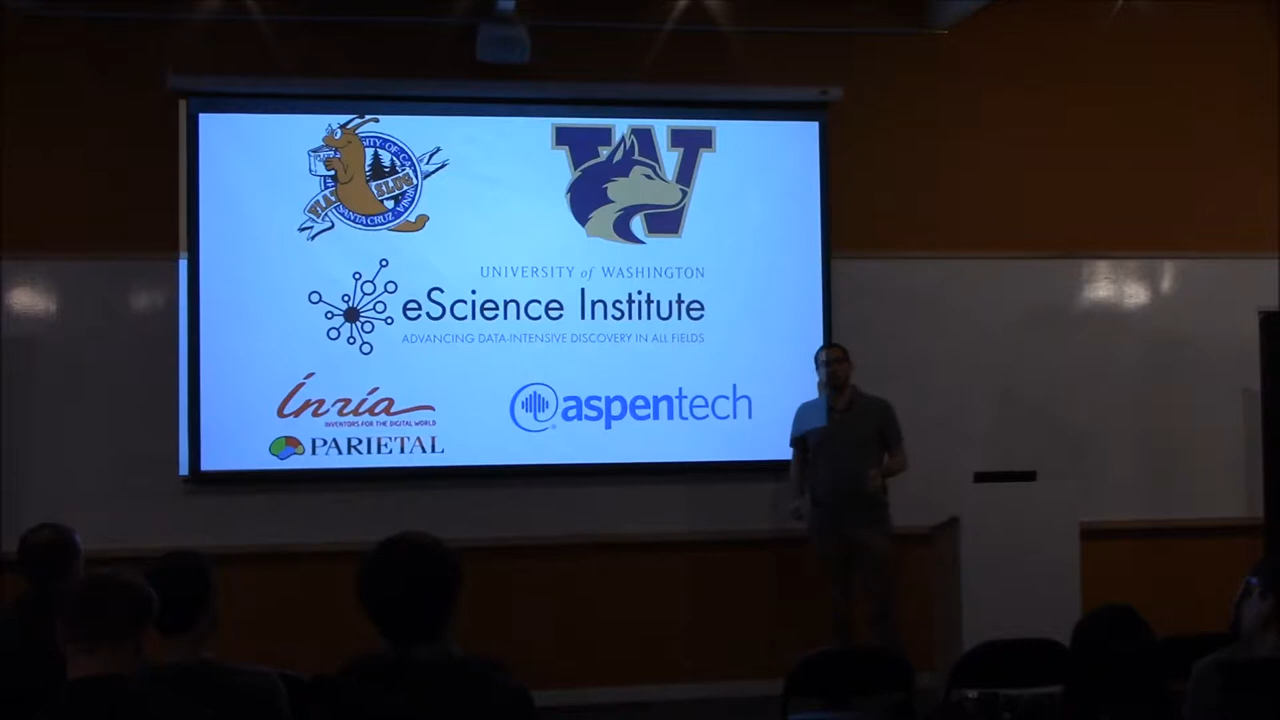 SANTA CRUZ
SLUG
W
UNIVERSITY of WASHINGTON
eScience Institute
ADVANCING DATA-INTENSIVE DISCOVERY IN ALL FIELDS
Inria
INVENTORS FOR THE DIGITAL WORLD
PARIETAL
aspentech